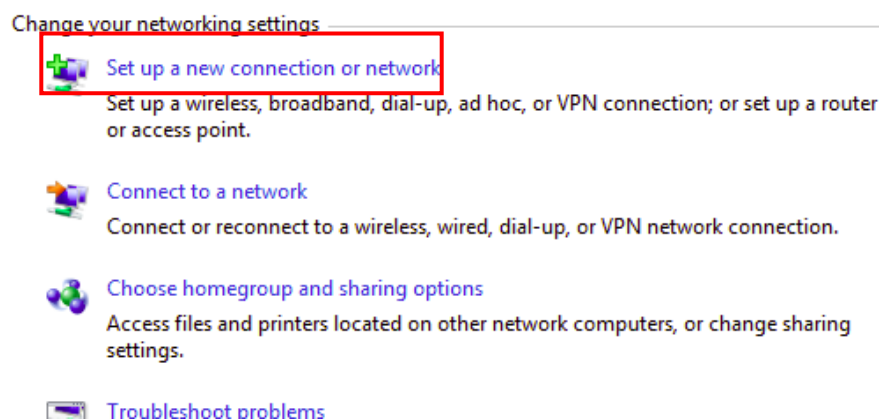 Change your networking settings
Set up a new connection or network
Set up a wireless, broadband, dial-up, ad hoc, or VPN connection; or set up a router
or access point.
Connect to a network
Connect or reconnect to a wireless, wired, dial-up, or VPN network connection.
Choose homegroup and sharing options
Access files and printers located on other network computers, or change sharing
settings.
Troubleshoot problems